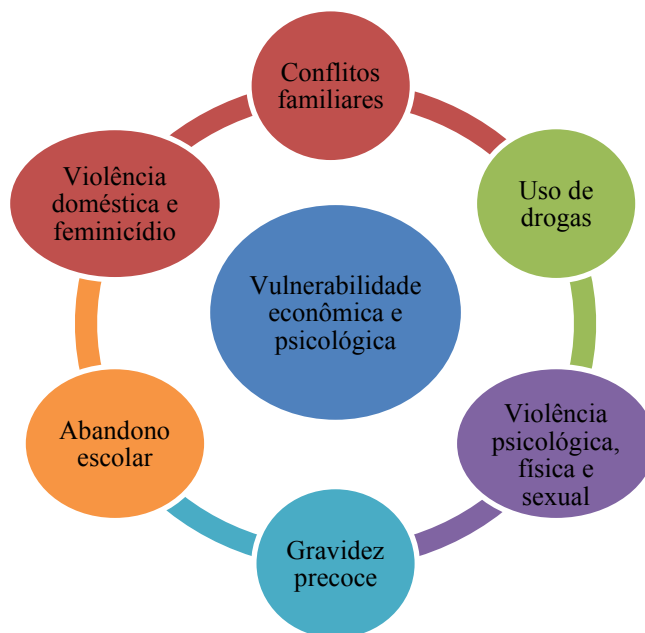 Conflitos
familiares
Uso de
drogas
Violência
psicológica,
física e
sexual
Gravidez
precoce
Abandono
escolar
Violência
doméstica e
feminicídio
Vulnerabilidade
econômica e
psicológica